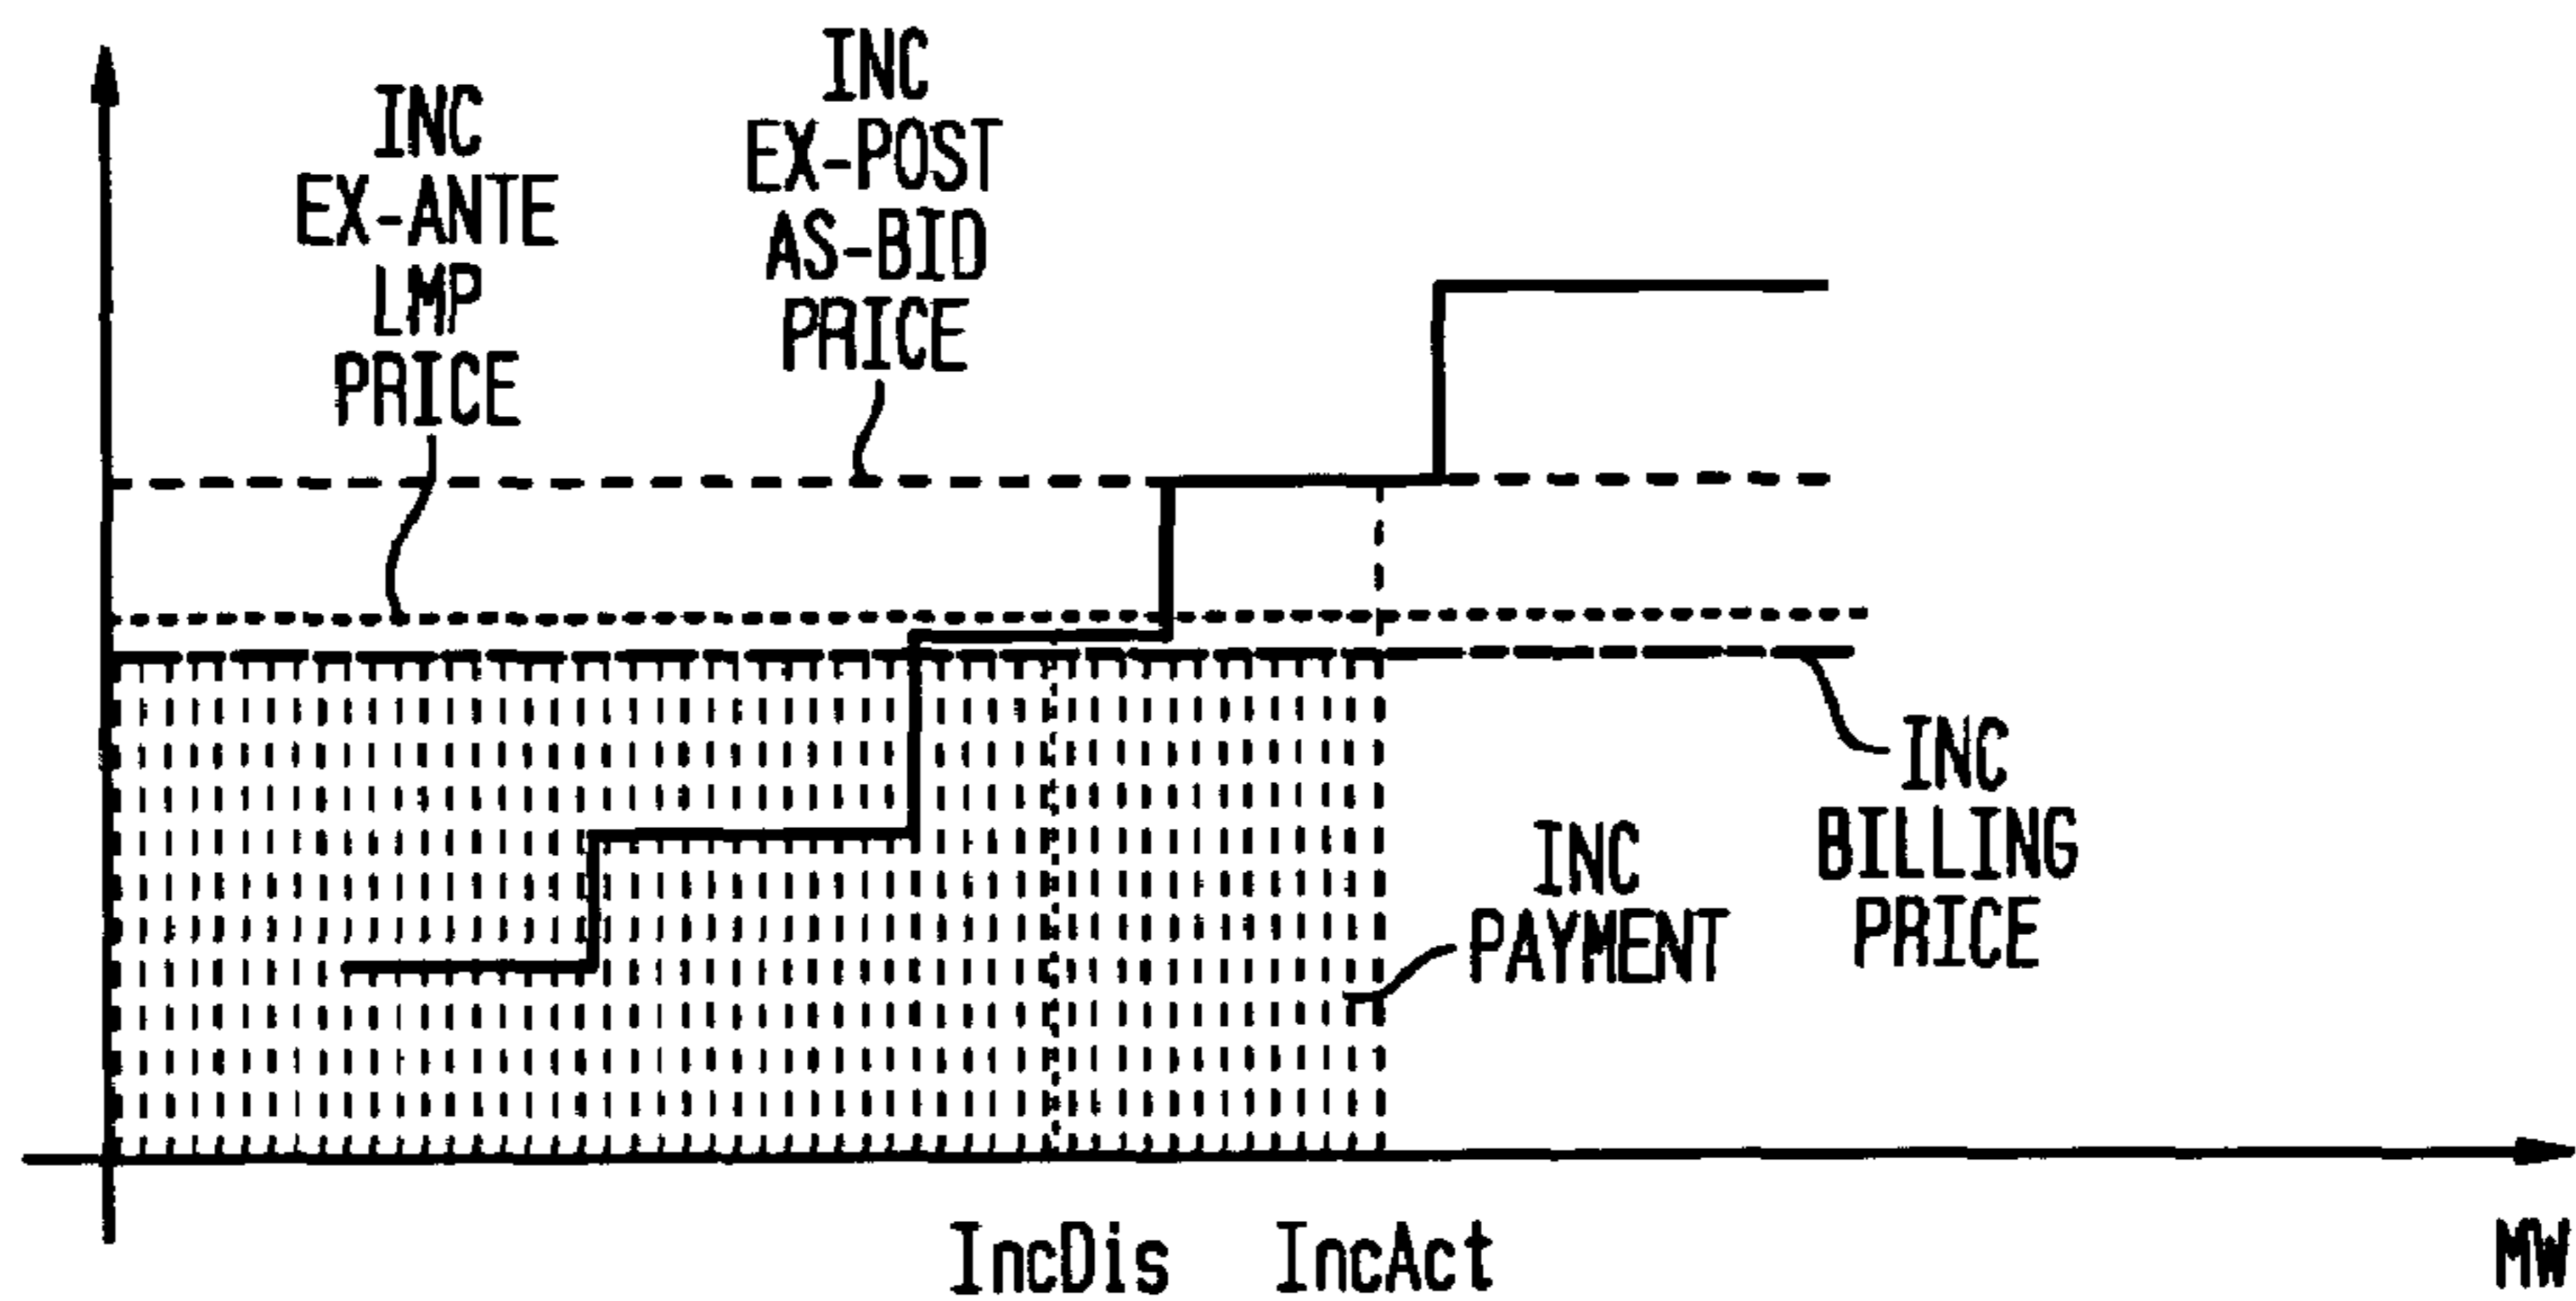 INC
EX-ANTE
LMP
PRICE
INC
EX-POST
AS-BID
PRICE
INC
BILLING
PRICE
INC
PAYMENT
IncDis
IncAct
MW